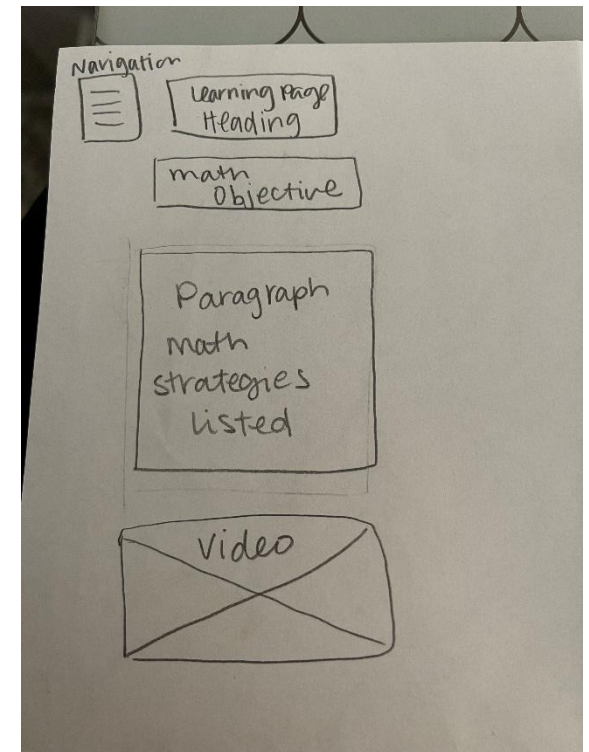 Navigation
Learning Page
Heading
math
Objective
Paragraph
math
strategies
listed
Video